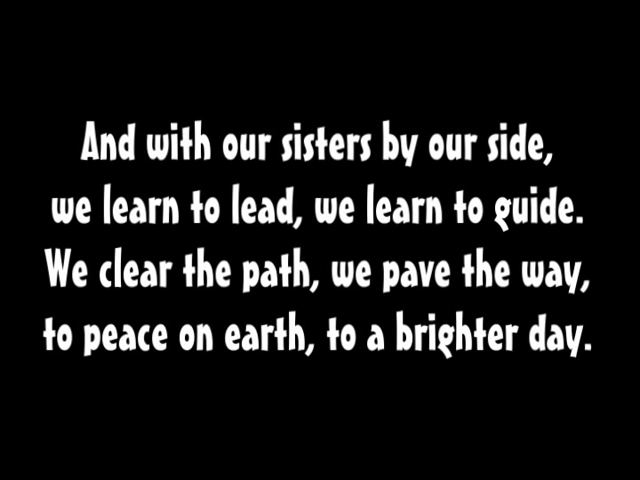 And with our sisters by our side,
we learn to lead, we learn to guide.
We clear the path, we pave the way,
to peace on earth, to a brighter day.